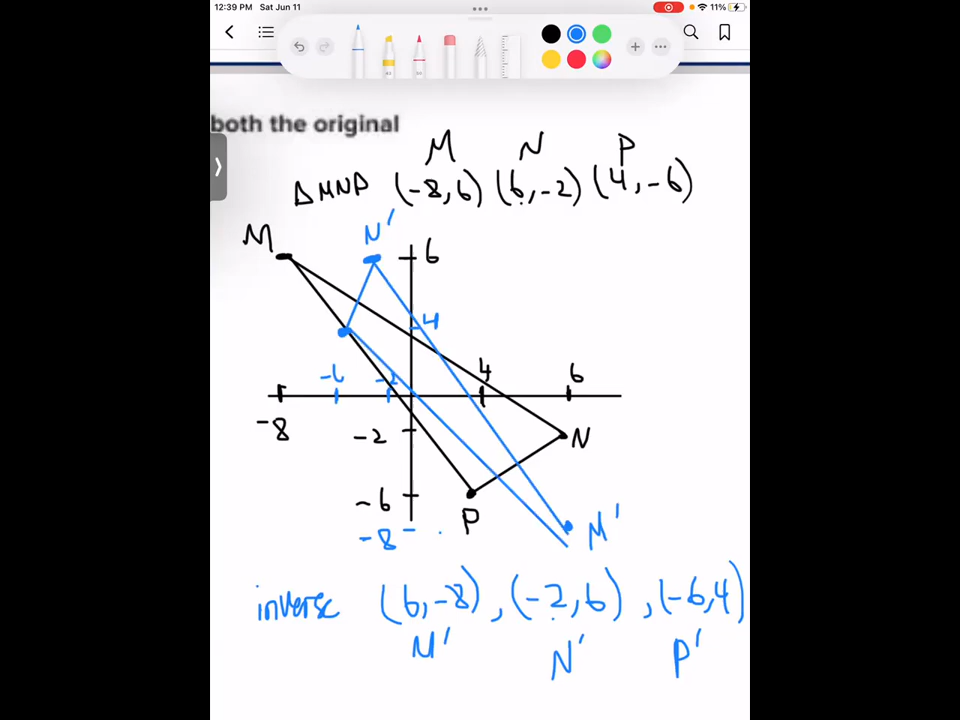 12:39 PM Sat Jun 11
11%
both the original
M N P
ΔMNP (-8,6) (6,-2) (4,-6)
M
N'
6
4
-6 -2 4 6
-8
-2
N
-6
P
-8
M'
inverse (6,-8), (-2,6), (-6,4)
M' N' P'